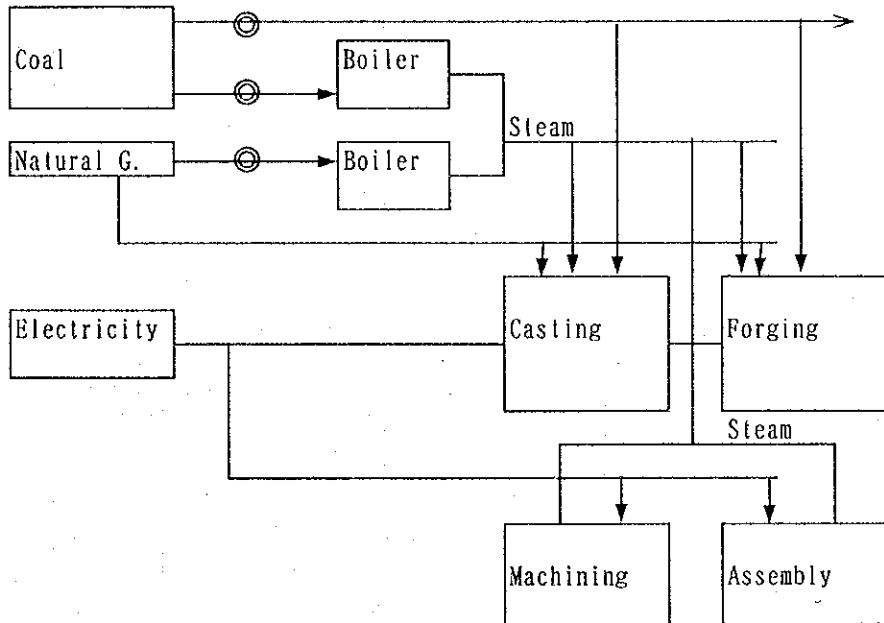 Coal
Boiler
Steam
Natural G.
Boiler
Electricity
Casting
Forging
Steam
Machining
Assembly